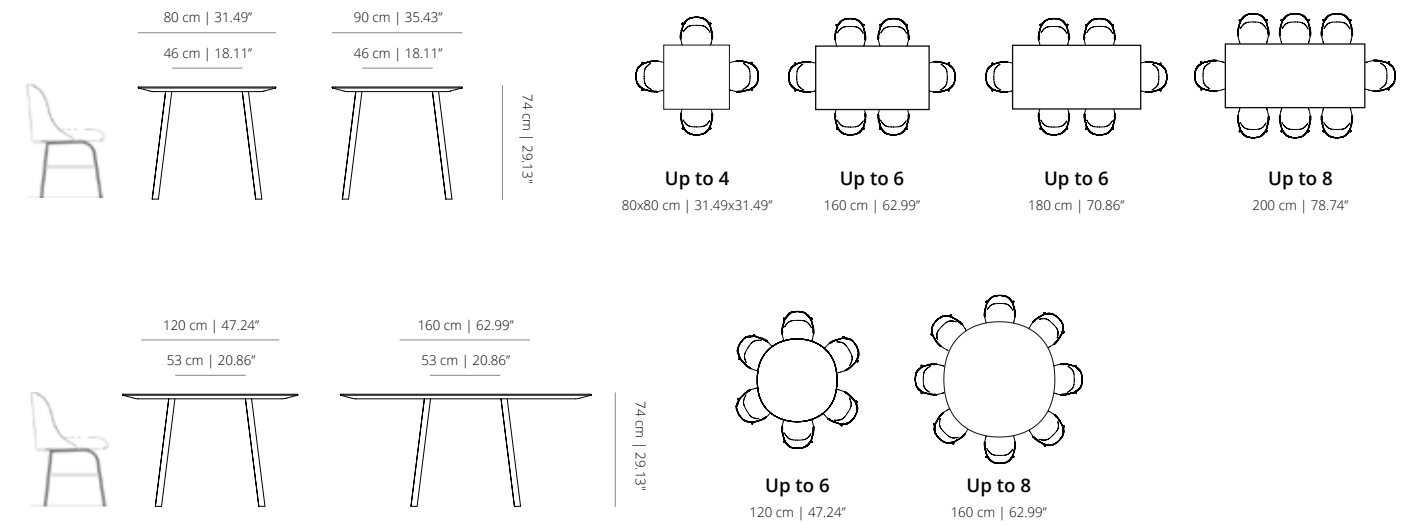 80 cm | 31.49”
90 cm | 35.43”
46 cm | 18.11”
46 cm | 18.11”
74 cm | 29.13"
Up to 4
80x80 cm | 31.49x31.49”
Up to 6
160 cm | 62.99”
Up to 6
180 cm | 70.86”
Up to 8
200 cm | 78.74”
120 cm | 47.24”
160 cm | 62.99”
53 cm | 20.86”
53 cm | 20.86”
74 cm | 29.13"
Up to 6
120 cm | 47.24”
Up to 8
160 cm | 62.99”